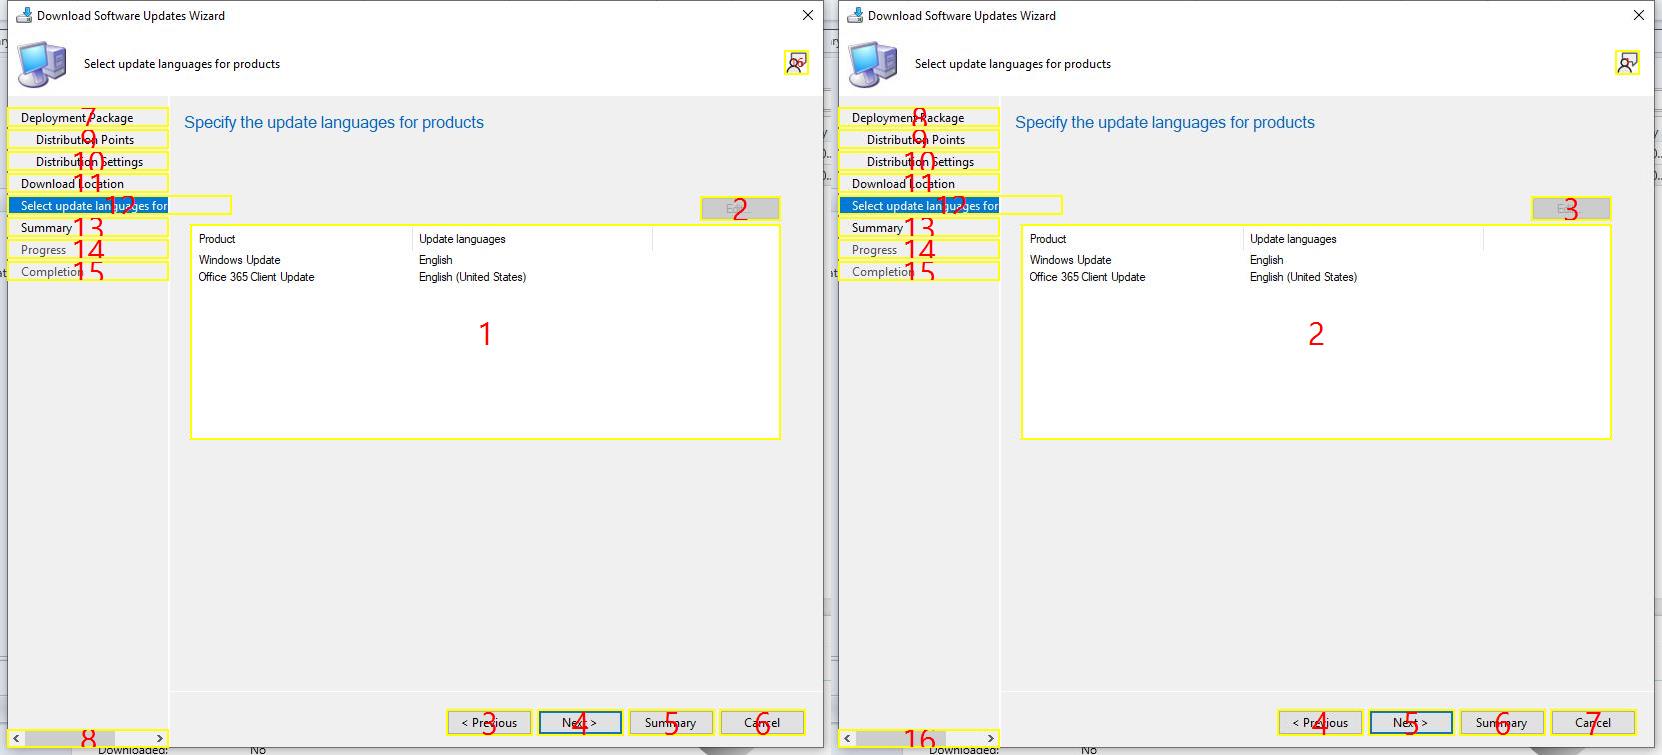 Download Software Updates Wizard
Select update languages for products
16
7
Deployment Package
9
Distribution Points
10
Distribution Settings
11
Download Location
12
Select update languages for
13
Summary
14
Progress
15
Completion
8
Specify the update languages for products
2
Product Update languages
Windows Update English
Office 365 Client Update English (United States)
1
< Previous Next > Summary Cancel
3 4 5 6
Downloaded: No
Download Software Updates Wizard
Select update languages for products
8
Deployment Package
9
Distribution Points
10
Distribution Settings
11
Download Location
12
Select update languages for
13
Summary
14
Progress
15
Completion
16
Specify the update languages for products
3
Product Update languages
Windows Update English
Office 365 Client Update English (United States)
2
< Previous Next > Summary Cancel
4 5 6 7
Downloaded: No